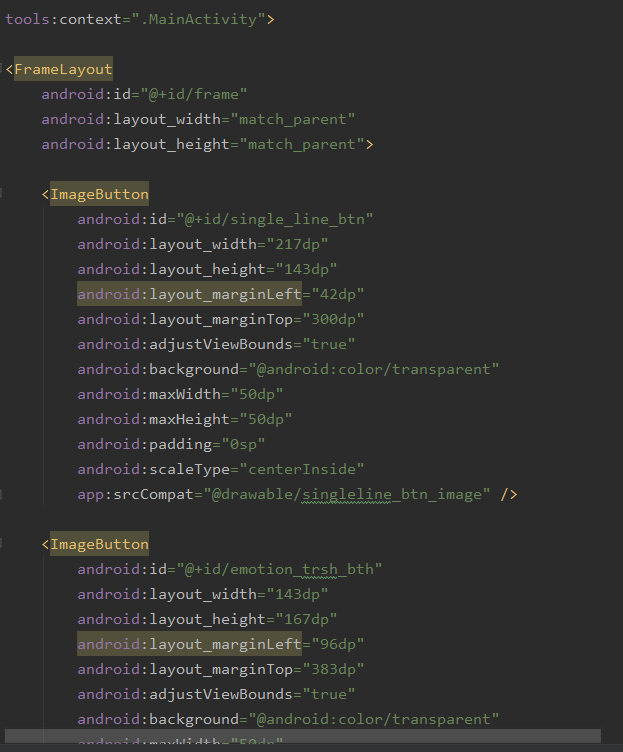 tools:context=".MainActivity">
<FrameLayout
android:id="@+id/frame"
android:layout_width="match_parent"
android:layout_height="match_parent">
<ImageButton
android:id="@+id/single_line_btn"
android:layout_width="217dp"
android:layout_height="143dp"
android:layout_marginLeft="42dp"
android:layout_marginTop="300dp"
android:adjustViewBounds="true"
android:background="@android:color/transparent"
android:maxWidth="50dp"
android:maxHeight="50dp"
android:padding="0sp"
android:scaleType="centerInside"
app:srcCompat="@drawable/singleline_btn_image" />
<ImageButton
android:id="@+id/emotion_trsh_bth"
android:layout_width="143dp"
android:layout_height="167dp"
android:layout_marginLeft="96dp"
android:layout_marginTop="383dp"
android:adjustViewBounds="true"
android:background="@android:color/transparent"
android:maxWidth="50dp"